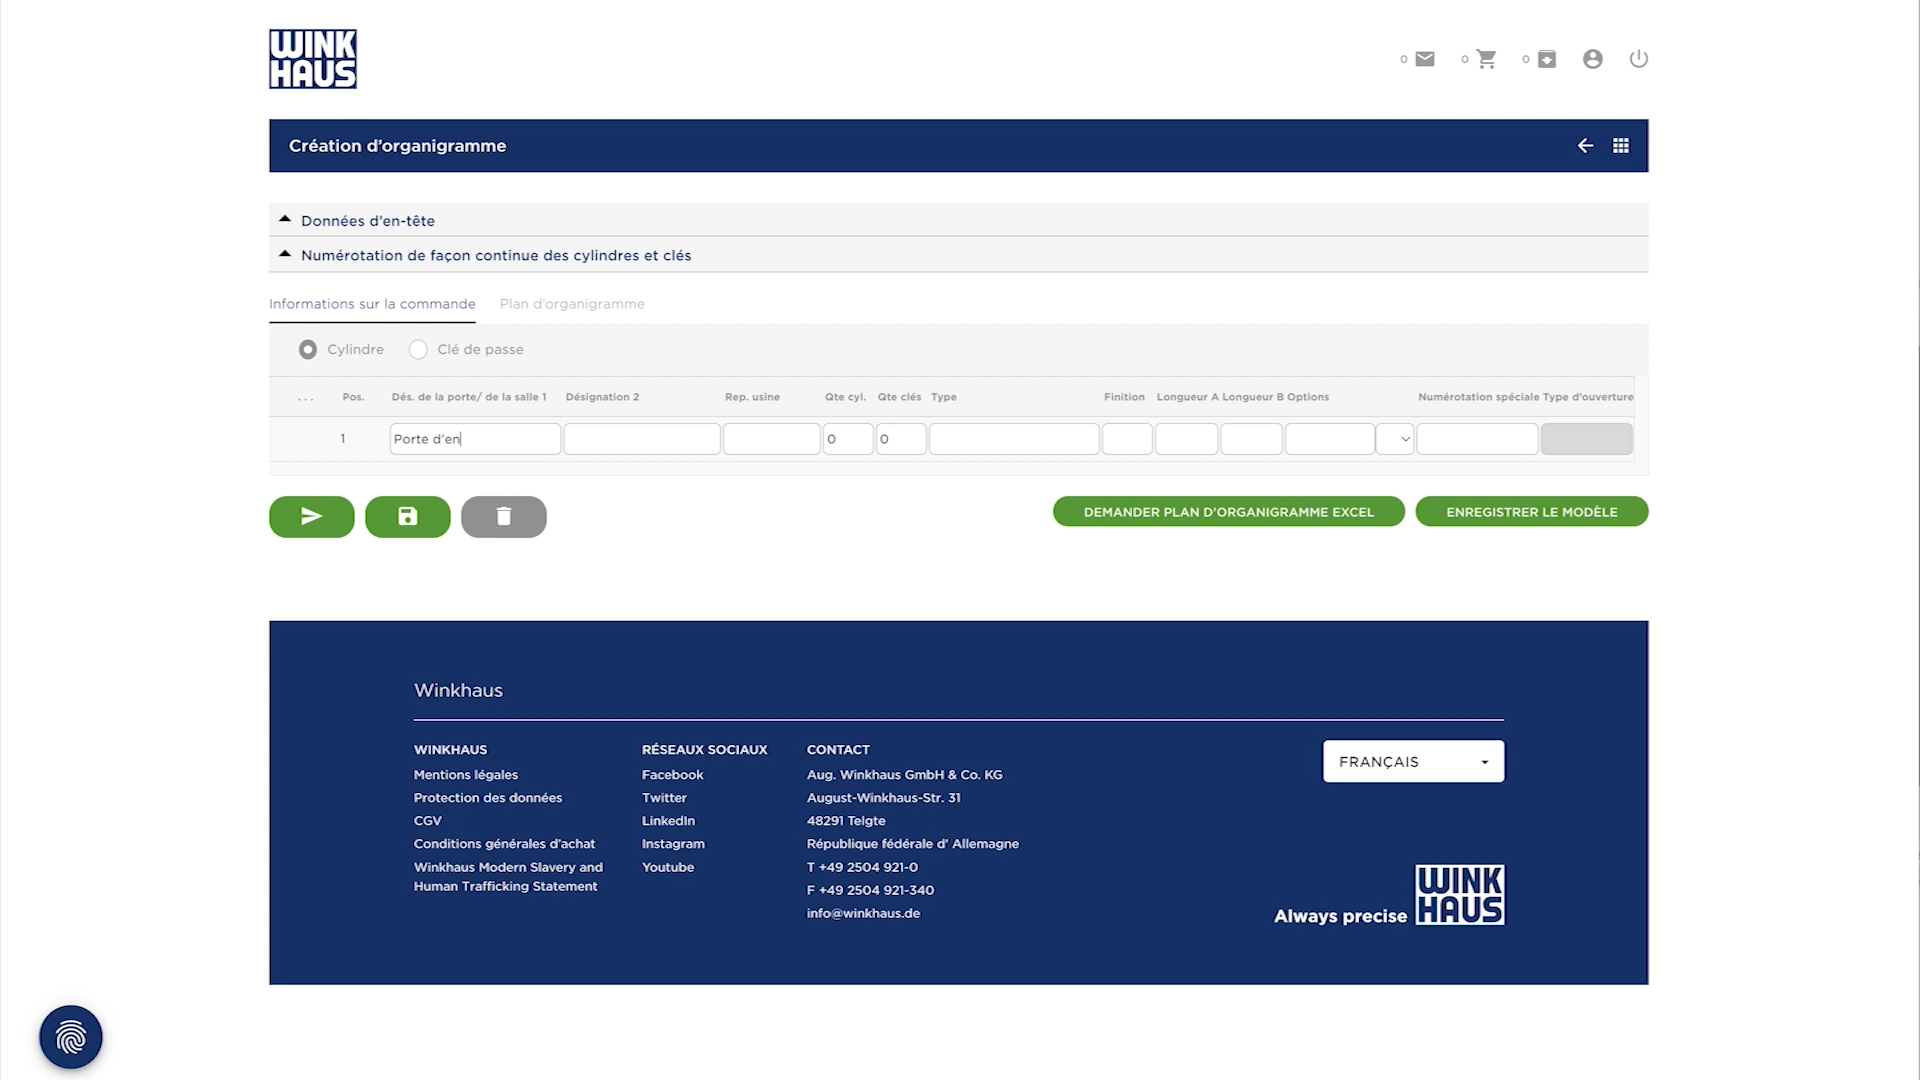 WINK
HAUS
0 0 0
Création d'organigramme
Données d'en-tête
Numérotation de façon continue des cylindres et clés
Informations sur la commande Plan d'organigramme
Cylindre Clé de passe
... Pos. Dés. de la porte/ de la salle 1 Désignation 2 Rep. usine Qte cyl. Qte clés Type Finition Longueur A Longueur B Options Numérotation spéciale Type d'ouverture
1 Porte d'en 0 0
DEMANDER PLAN D'ORGANIGRAMME EXCEL ENREGISTRER LE MODÈLE
Winkhaus
WINKHAUS
Mentions légales
Protection des données
CGV
Conditions générales d'achat
Winkhaus Modern Slavery and
Human Trafficking Statement
RÉSEAUX SOCIAUX
Facebook
Twitter
LinkedIn
Instagram
Youtube
CONTACT
Aug. Winkhaus GmbH & Co. KG
August-Winkhaus-Str. 31
48291 Telgte
République fédérale d' Allemagne
T +49 2504 921-0
F +49 2504 921-340
info@winkhaus.de
FRANÇAIS
Always precise
WINK
HAUS